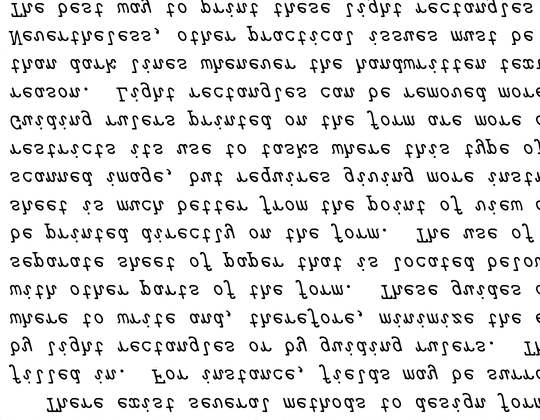 There exist several methods to design form
filled in. For instance, fields may be surro
by light rectangles or by guiding rulers. Th
where to write and, therefore, minimize the e
with other parts of the form. These guides c
separate sheet of paper that is located belo
be printed directly on the form. The use of
sheet is much better from the point of view o
scanned image, but requires giving more instr
restricts its use to tasks where this type of
Guiding rulers printed on the form are more c
reason. Light rectangles can be removed more
than dark lines whenever the handwritten text
Nevertheless, other practical issues must be
The best way to print these light rectangles